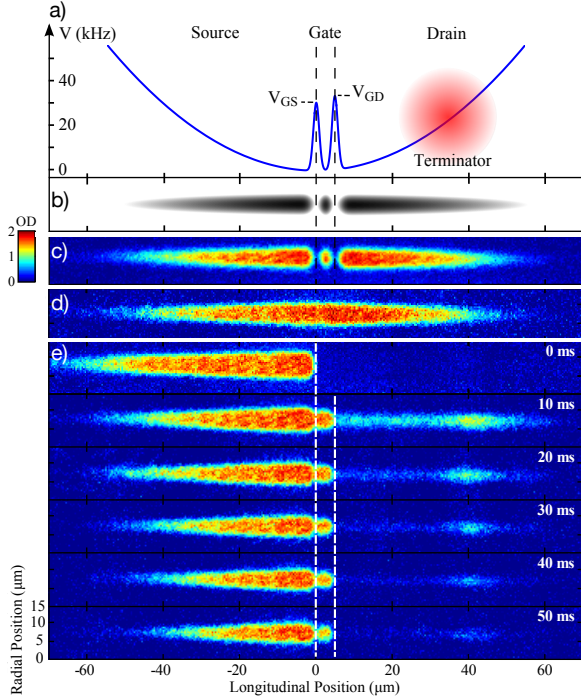 a)
V (kHz)
Source
Gate
Drain
40
V_GS
V_GD
20
0
Terminator
b)
OD
2
1
0
c)
d)
e)
0 ms
10 ms
20 ms
30 ms
40 ms
50 ms
Radial Position (μm)
15
10
5
0
-60
-40
-20
0
20
40
60
Longitudinal Position (μm)